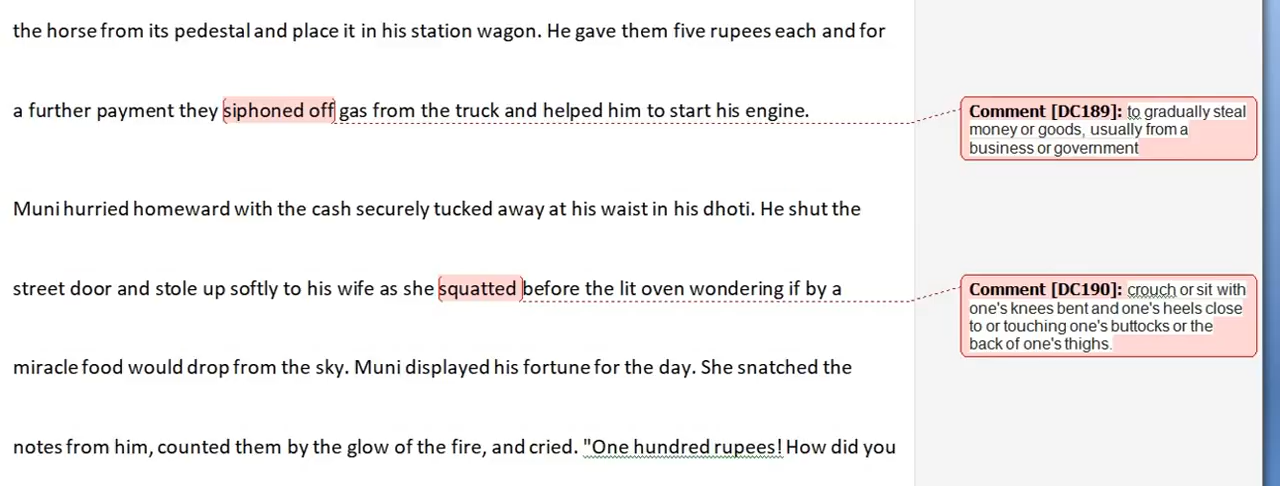 the horse from its pedestal and place it in his station wagon. He gave them five rupees each and for
a further payment they siphoned off gas from the truck and helped him to start his engine.
Comment [DC189]: to gradually steal
money or goods, usually from a
business or government
Muni hurried homeward with the cash securely tucked away at his waist in his dhoti. He shut the
street door and stole up softly to his wife as she squatted before the lit oven wondering if by a
Comment [DC190]: crouch or sit with
one's knees bent and one's heels close
to or touching one's buttocks or the
back of one's thighs.
miracle food would drop from the sky. Muni displayed his fortune for the day. She snatched the
notes from him, counted them by the glow of the fire, and cried. "One hundred rupees! How did you